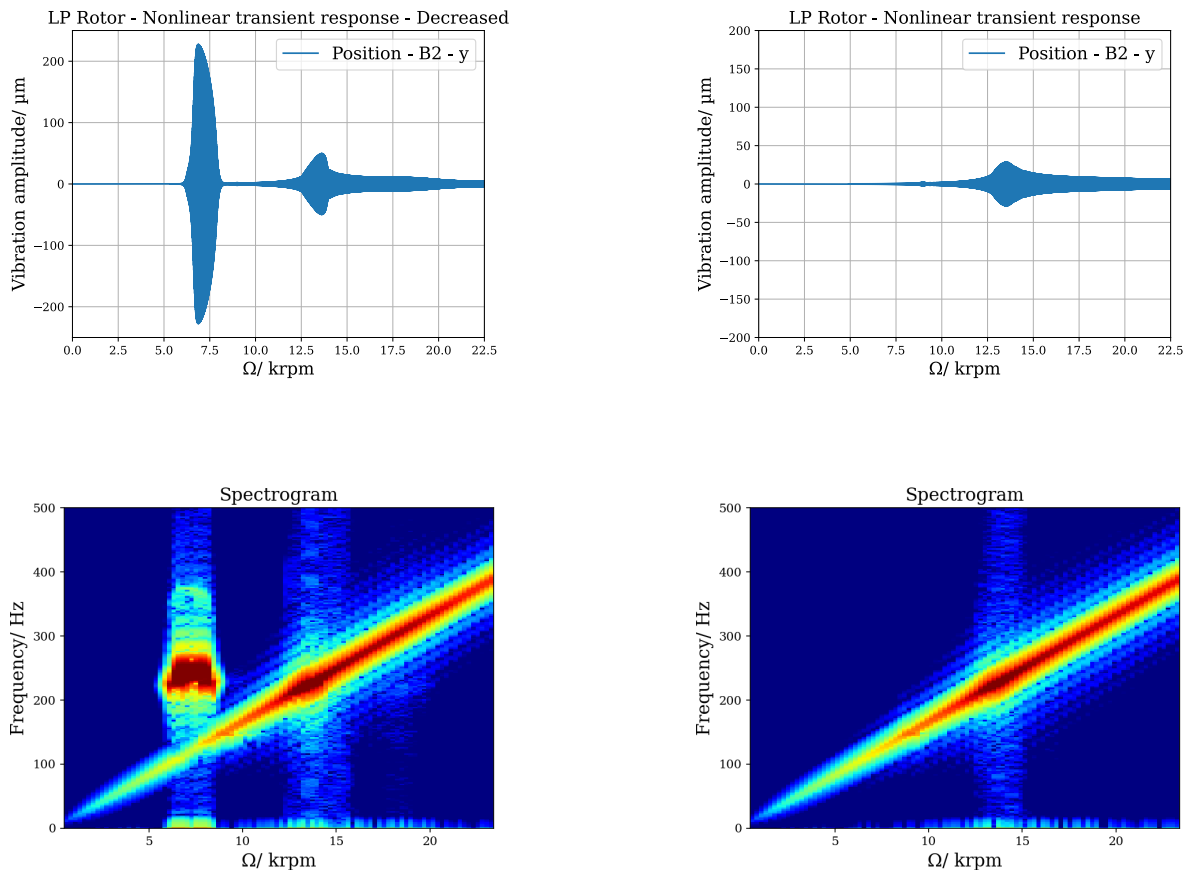 LP Rotor - Nonlinear transient response - Decreased
Position - B2 - y
Vibration amplitude/ μm
200
100
0
−100
−200
0.0 2.5 5.0 7.5 10.0 12.5 15.0 17.5 20.0 22.5
Ω/ krpm
LP Rotor - Nonlinear transient response
Position - B2 - y
Vibration amplitude/ μm
200
150
100
50
0
−50
−100
−150
−200
0.0 2.5 5.0 7.5 10.0 12.5 15.0 17.5 20.0 22.5
Ω/ krpm
Spectrogram
Frequency/ Hz
500
400
300
200
100
0
5 10 15 20
Ω/ krpm
Spectrogram
Frequency/ Hz
500
400
300
200
100
0
5 10 15 20
Ω/ krpm